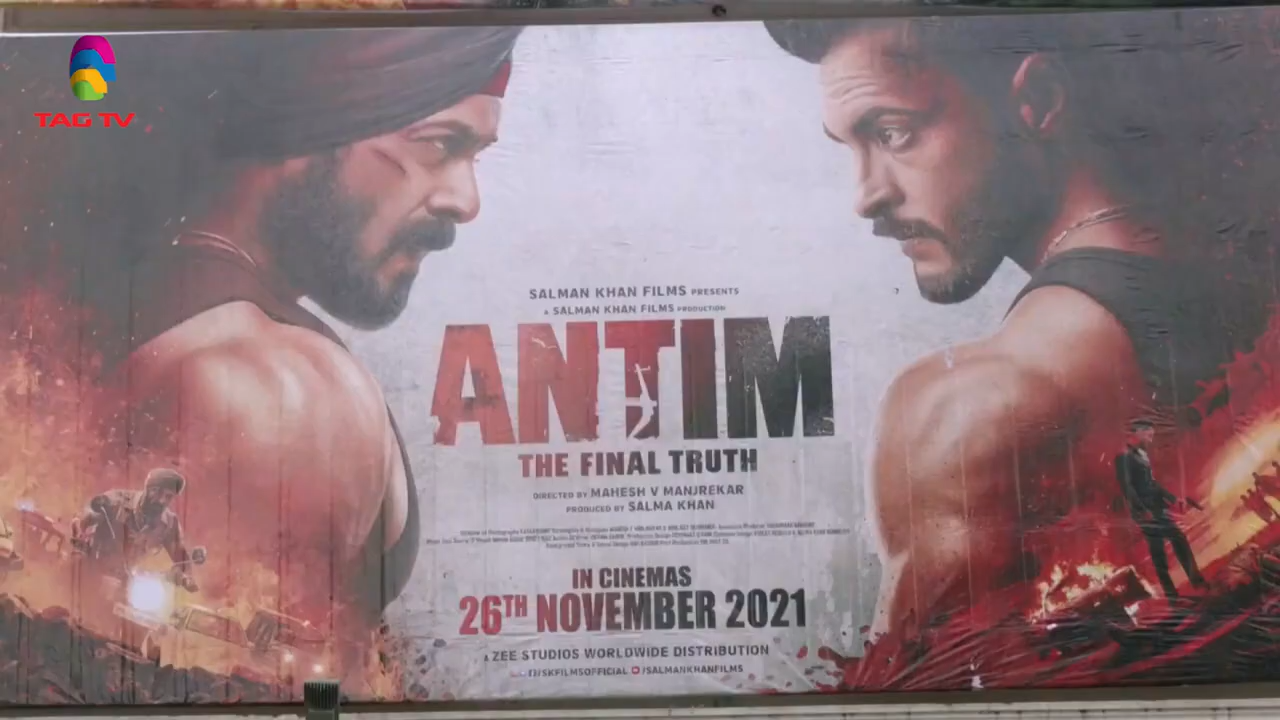 TAG TV
SALMAN KHAN FILMS PRESENTS
A SALMAN KHAN FILMS PRODUCTION
ANTIM
THE FINAL TRUTH
DIRECTED BY MAHESH V MANJREKAR
PRODUCED BY SALMA KHAN
IN CINEMAS
26TH NOVEMBER 2021
A ZEE STUDIOS WORLDWIDE DISTRIBUTION
/SKFILMSOFFICIAL /SALMANKHANFILMS